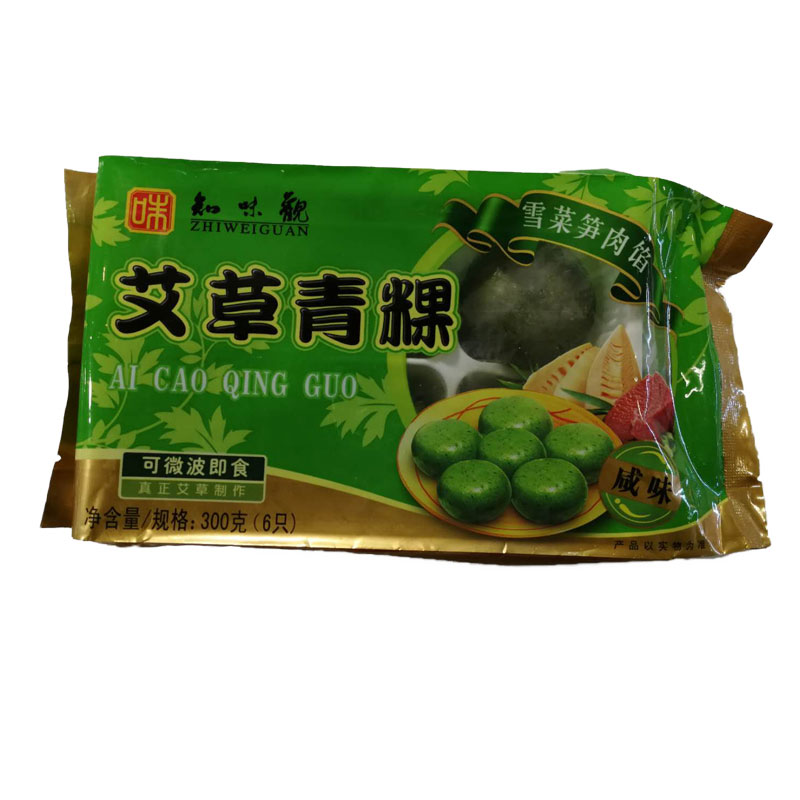 味
知味觀
ZHIWEIGUAN
雪菜笋肉馅
艾草青粿
AI CAO QING GUO
可微波即食
真正艾草制作
咸味
净含量/规格:300克(6只)
产品以实物为准